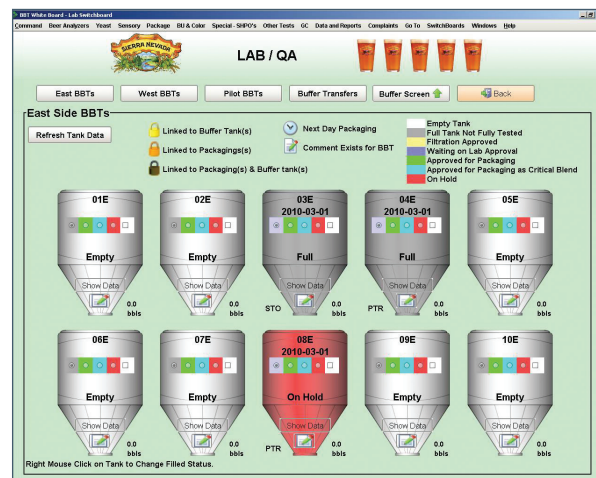 BBT White Board - Lab Switchboard
Command Beer Analyzers Yeast Sensory Package BU & Color Special - SHPO's Other Tests GC Data and Reports Complaints Go To SwitchBoards Windows Help
SIERRA NEVADA
LAB / QA
East BBTs West BBTs Pilot BBTs Buffer Transfers Buffer Screen Back
East Side BBTs
Refresh Tank Data
Linked to Buffer Tank(s)
Linked to Packagings(s)
Linked to Packaging(s) & Buffer tank(s)
Next Day Packaging
Comment Exists for BBT
Empty Tank
Full Tank Not Fully Tested
Filtration Approved
Waiting on Lab Approval
Approved for Packaging
Approved for Packaging as Critical Blend
On Hold
01E 02E 03E 04E 05E
2010-03-01 2010-03-01
Empty Empty Full Full Empty
Show Data Show Data Show Data Show Data Show Data
0.0 0.0 0.0 0.0 0.0
STO PTR
bbls bbls bbls bbls bbls
06E 07E 08E 09E 10E
2010-03-01
Empty Empty On Hold Empty Empty
Show Data Show Data Show Data Show Data Show Data
0.0 0.0 0.0 0.0 0.0
PTR
bbls bbls bbls bbls bbls
Right Mouse Click on Tank to Change Filled Status.